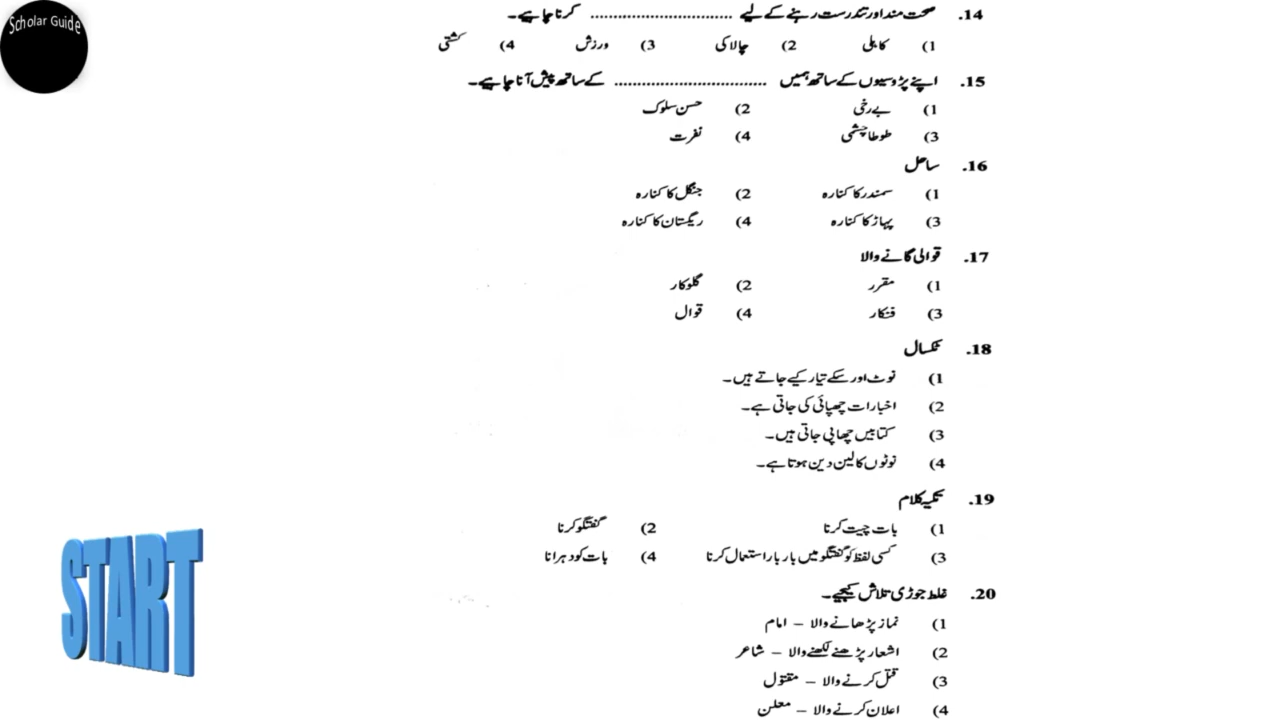 Scholar Guide
14. صحت مند اور تندرست رہنے کے لیے ................................ کرنا چاہیے۔
1) کاہلی 2) چالاکی 3) ورزش 4) کشتی
15. اپنے پڑوسیوں کے ساتھ ہمیں ................................ کے ساتھ پیش آنا چاہیے۔
1) بے رخی 2) حسن سلوک
3) طوطا چشمی 4) نفرت
16. ساحل
1) سمندر کا کنارہ 2) جنگل کا کنارہ
3) پہاڑ کا کنارہ 4) ریگستان کا کنارہ
17. قوالی گانے والا
1) مقرر 2) گلوکار
3) فنکار 4) قوال
18. ٹکسال
1) نوٹ اور سکے تیار کیے جاتے ہیں۔
2) اخبارات چھپائی کی جاتی ہے۔
3) کتابیں چھاپی جاتی ہیں۔
4) نوٹوں کا لین دین ہوتا ہے۔
19. تکیہ کلام
1) بات چیت کرنا 2) گفتگو کرنا
3) کسی لفظ کو گفتگو میں بار بار استعمال کرنا 4) بات کو دہرانا
20. غلط جوڑی تلاش کیجیے۔
1) نماز پڑھانے والا – امام
2) اشعار پڑھنے لکھنے والا – شاعر
3) قتل کرنے والا – مقتول
4) اعلان کرنے والا – معلن
START